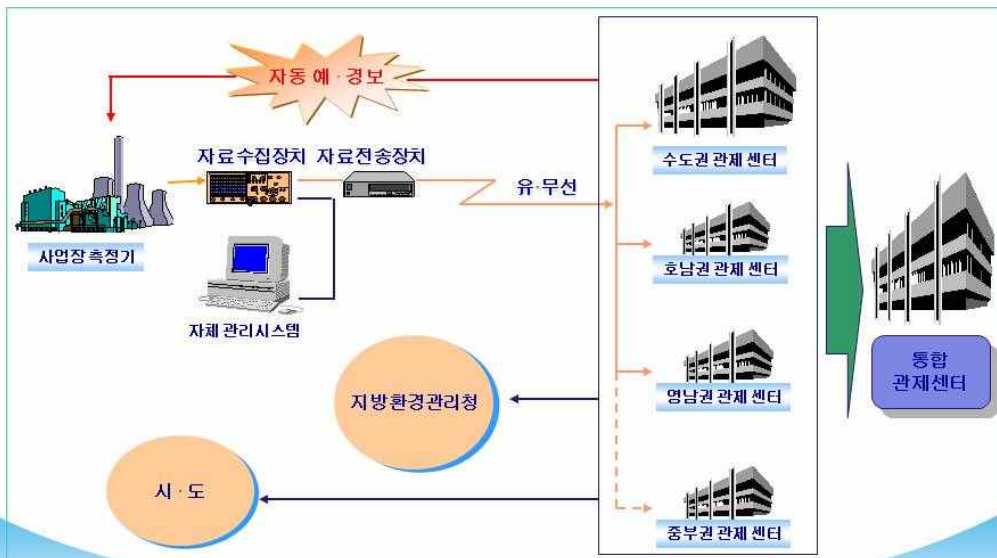 자동 예·경보
자료수집장치
자료전송장치
유·무선
사업장 측정기
자체 관리시스템
수도권 관제 센터
호남권 관제 센터
영남권 관제 센터
중부권 관제 센터
통합
관제센터
지방환경관리청
시·도